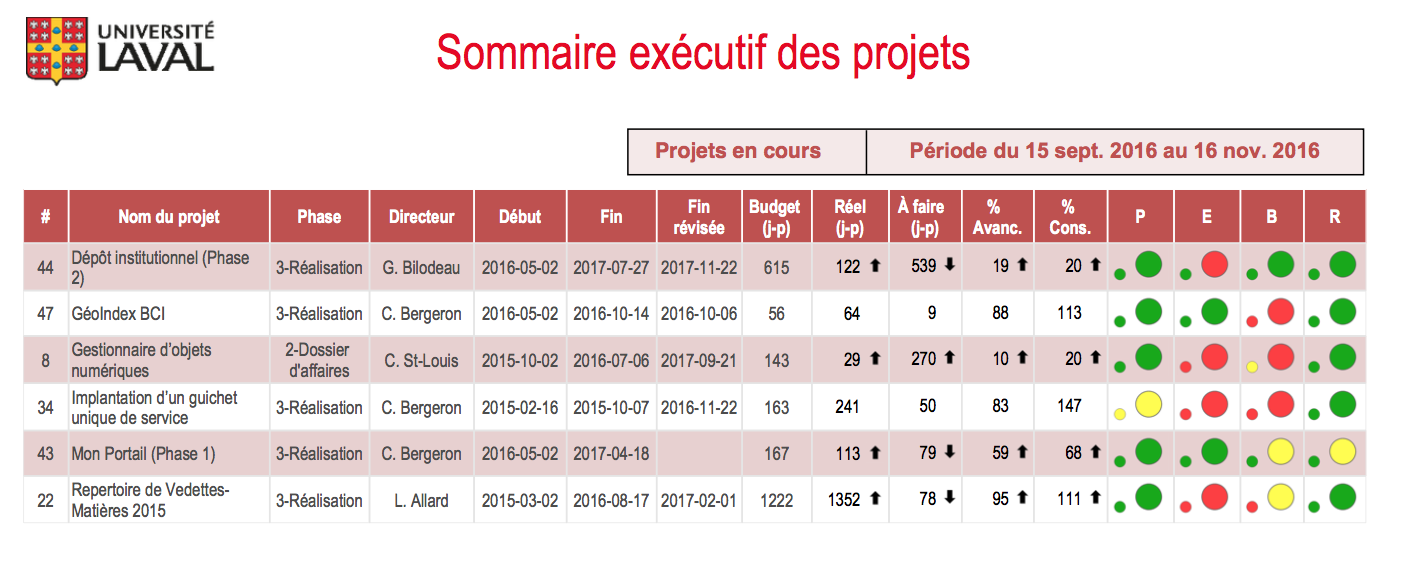 UNIVERSITÉ
LAVAL
Sommaire exécutif des projets
Projets en cours Période du 15 sept. 2016 au 16 nov. 2016
# Nom du projet Phase Directeur Début Fin Fin révisée Budget (j-p) Réel (j-p) À faire (j-p) % Avanc. % Cons. P E B R
44 Dépôt institutionnel (Phase 2) 3-Réalisation G. Bilodeau 2016-05-02 2017-07-27 2017-11-22 615 122 ⬆ 539 ⬇ 19 ⬆ 20 ⬆
47 GéoIndex BCI 3-Réalisation C. Bergeron 2016-05-02 2016-10-14 2016-10-06 56 64 9 88 113
8 Gestionnaire d'objets numériques 2-Dossier d'affaires C. St-Louis 2015-10-02 2016-07-06 2017-09-21 143 29 ⬆ 270 ⬆ 10 ⬆ 20 ⬆
34 Implantation d'un guichet unique de service 3-Réalisation C. Bergeron 2015-02-16 2015-10-07 2016-11-22 163 241 50 83 147
43 Mon Portail (Phase 1) 3-Réalisation C. Bergeron 2016-05-02 2017-04-18 167 113 ⬆ 79 ⬇ 59 ⬆ 68 ⬆
22 Repertoire de Vedettes-Matières 2015 3-Réalisation L. Allard 2015-03-02 2016-08-17 2017-02-01 1222 1352 ⬆ 78 ⬇ 95 ⬆ 111 ⬆